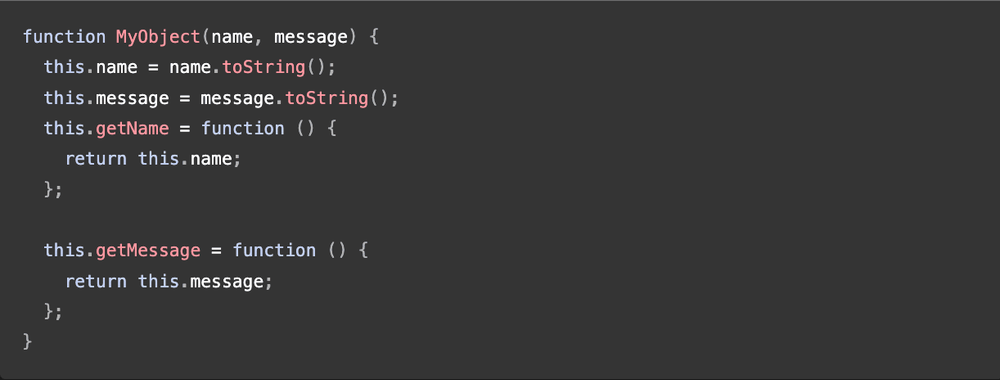 function MyObject(name, message) {
  this.name = name.toString();
  this.message = message.toString();
  this.getName = function () {
    return this.name;
  };

  this.getMessage = function () {
    return this.message;
  };
}